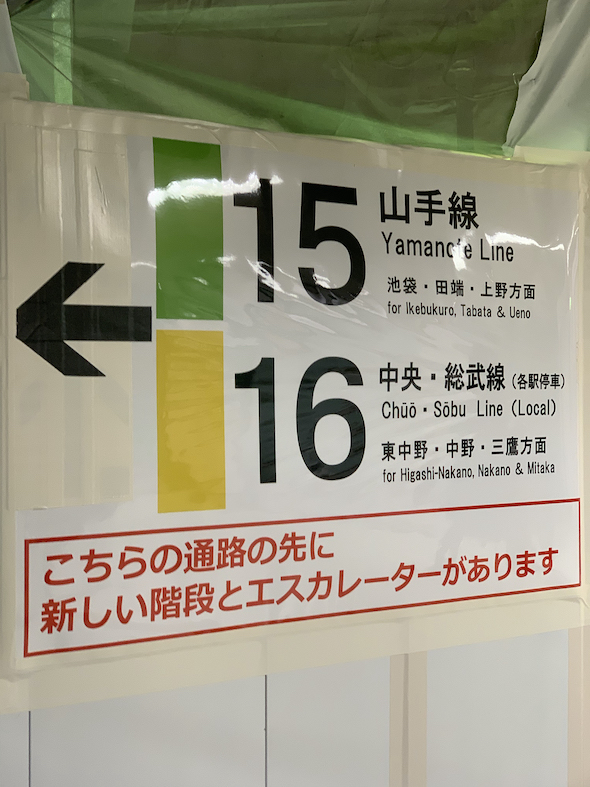 15
山手線
Yamanote Line
池袋・田端・上野方面
for Ikebukuro, Tabata & Ueno
16
中央・総武線（各駅停車）
Chūō・Sōbu Line (Local)
東中野・中野・三鷹方面
for Higashi-Nakano, Nakano & Mitaka
こちらの通路の先に
新しい階段とエスカレーターがあります